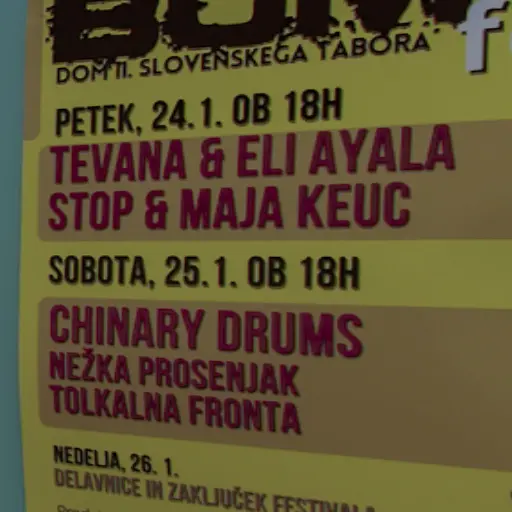 DOM II. SLOVENSKEGA TABORA
PETEK, 24.1. OB 18H
TEVANA & ELI AYALA
STOP & MAJA KEUC
SOBOTA, 25.1. OB 18H
CHINARY DRUMS
NEŽKA PROSENJAK
TOLKALNA FRONTA
NEDELJA, 26. 1.
DELAVNICE IN ZAKLJUČEK FESTIVALA